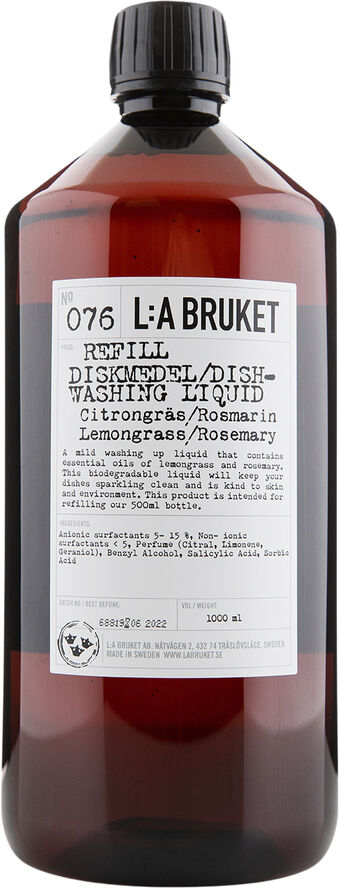 Nº
076 L:A BRUKET
PROD. REFILL
DISKMEDEL/DISH-
WASHING LIQUID
Citrongräs/Rosmarin
Lemongrass/Rosemary
A mild washing up liquid that contains
essential oils of lemongrass and rosemary.
This biodegradable liquid will keep your
dishes sparkling clean and is kind to skin
and environment. This product is intended for
refilling our 500ml bottle.
INGREDIENTS:
Anionic surfactants 5- 15 %, Non- ionic
surfactants < 5, Perfume (Citral, Limonene,
Geraniol), Benzyl Alcohol, Salicylic Acid, Sorbic
Acid
BATCH NO / BEST BEFORE: VOL / WEIGHT:
06 2022 1000 ml
L:A BRUKET AB, NÄTVÄGEN 2, 432 74 TRÄSLÖVSLÄGE. SWEDEN
MADE IN SWEDEN WWW.LABRUKET.SE